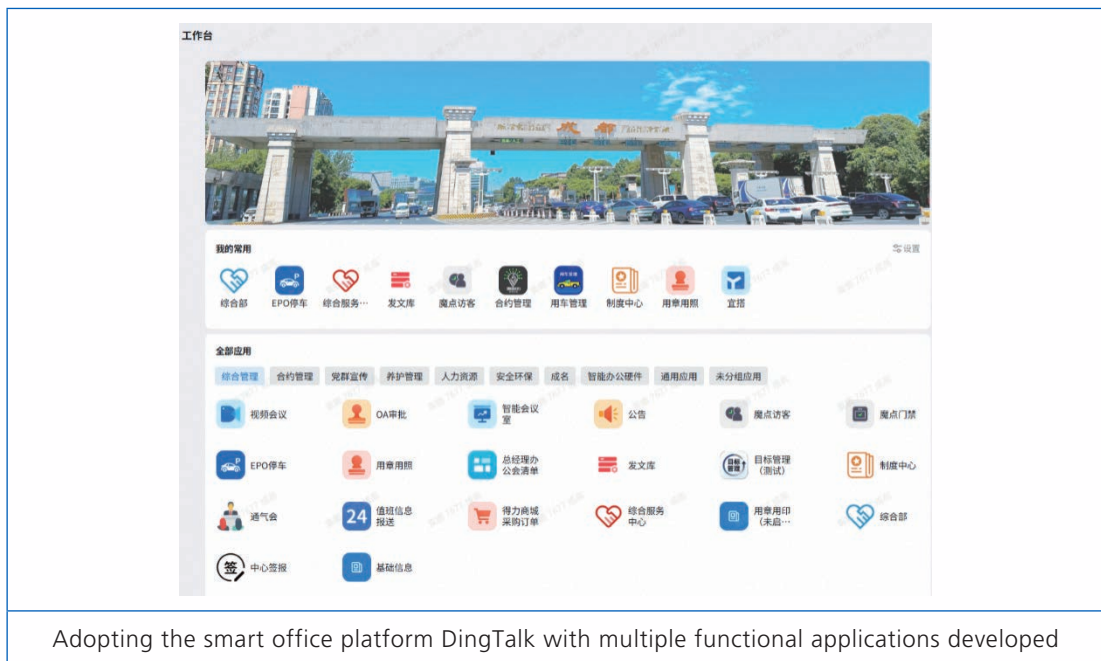 工作台
成都
我的常用
设置
综合部
EPO停车
综合服务…
发文库
魔点访客
合约管理
用车管理
制度中心
用章用照
宜搭
全部应用
综合管理 合约管理 党群宣传 养护管理 人力资源 安全环保 成名 智能办公硬件 通用应用 未分组应用
视频会议
OA审批
智能会议
室
公告
魔点访客
魔点门禁
EPO停车
用章用照
总经理办
公会清单
发文库
目标
管理
目标管理
（测试）
制度中心
通气会
24
值班信息
报送
得力商城
采购订单
综合服务
中心
用章用印
（未启…
综合部
签
中心签报
基础信息
Adopting the smart office platform DingTalk with multiple functional applications developed